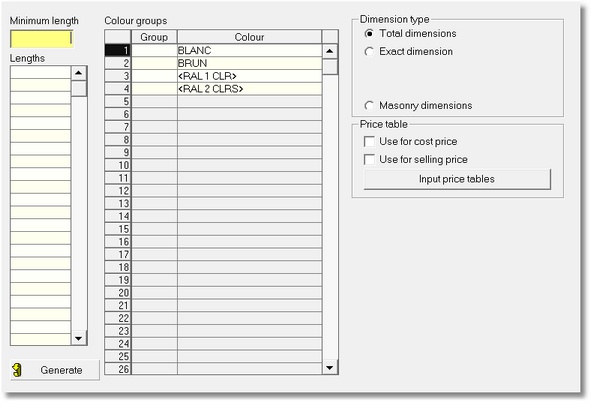 Minimum length
Lengths
Generate
Colour groups
Group Colour
1 BLANC
2 BRUN
3 <RAL 1 CLR>
4 <RAL 2 CLRS>
5
6
7
8
9
10
11
12
13
14
15
16
17
18
19
20
21
22
23
24
25
26
Dimension type
Total dimensions
Exact dimension
Masonry dimensions
Price table
Use for cost price
Use for selling price
Input price tables